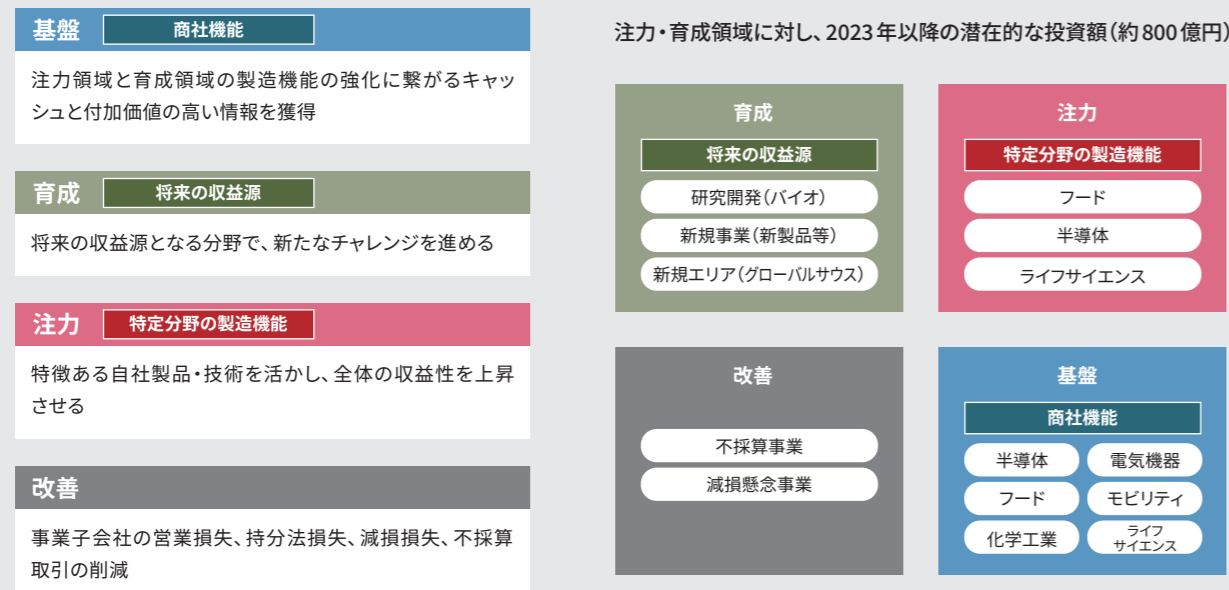 基盤 商社機能
注力領域と育成領域の製造機能の強化に繋がるキャッ
シュと付加価値の高い情報を獲得
育成 将来の収益源
将来の収益源となる分野で、新たなチャレンジを進める
注力 特定分野の製造機能
特徴ある自社製品・技術を活かし、全体の収益性を上昇
させる
改善
事業子会社の営業損失、持分法損失、減損損失、不採算
取引の削減
注力・育成領域に対し、2023年以降の潜在的な投資額（約800億円）
育成
将来の収益源
研究開発（バイオ）
新規事業（新製品等）
新規エリア（グローバルサウス）
注力
特定分野の製造機能
フード
半導体
ライフサイエンス
改善
不採算事業
減損懸念事業
基盤
商社機能
半導体 電気機器
フード モビリティ
化学工業 ライフ
サイエンス